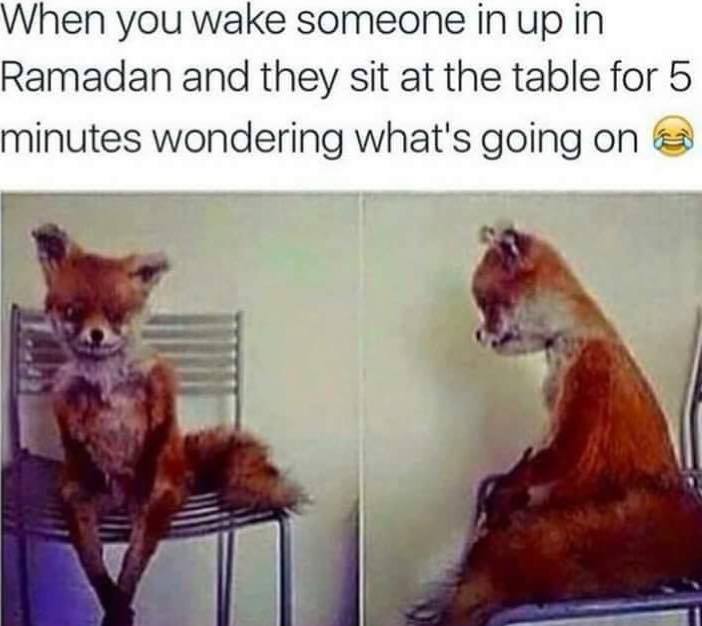 When you wake someone in up in
Ramadan and they sit at the table for 5
minutes wondering what's going on 😂